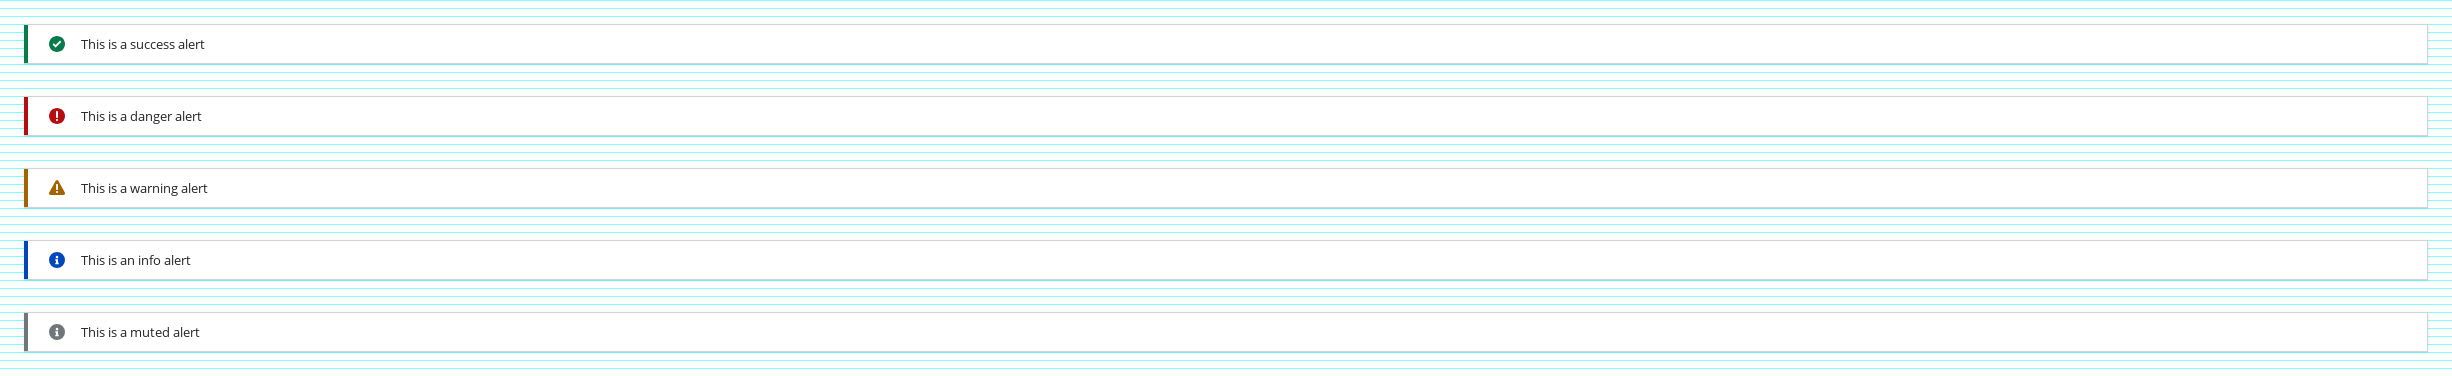 This is a success alert
This is a danger alert
This is a warning alert
This is an info alert
This is a muted alert